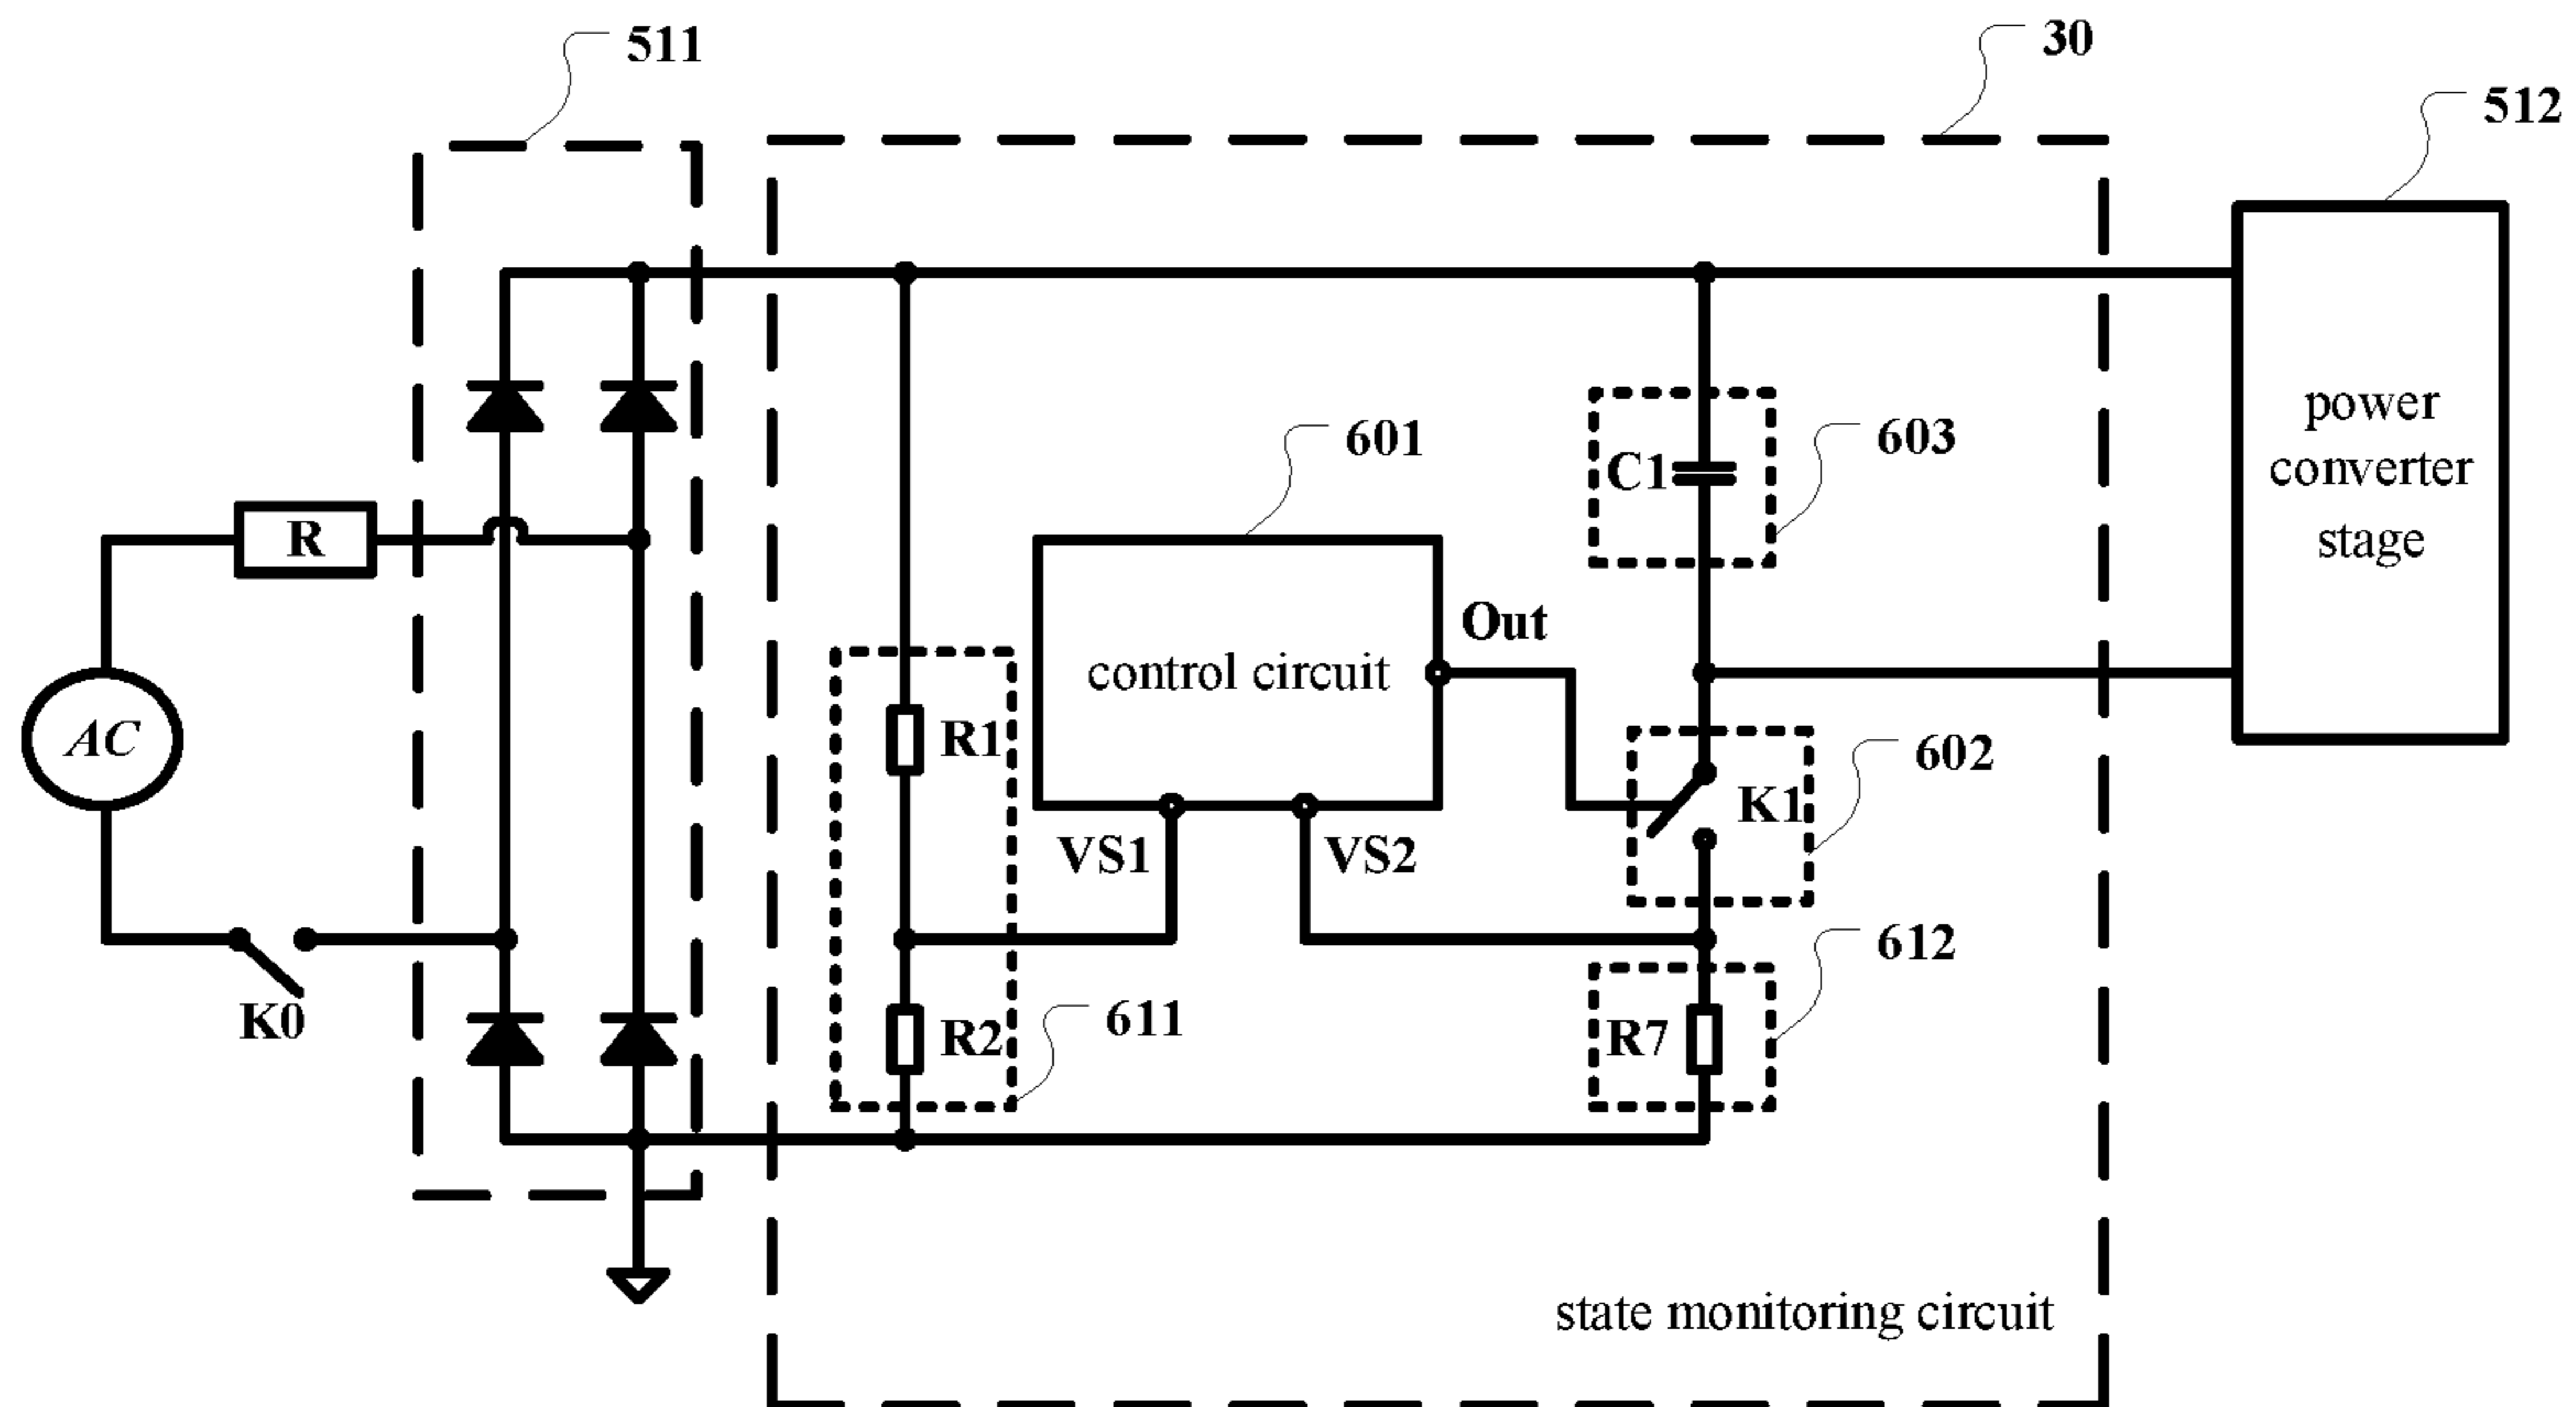 511
30
512
601
603
C1
power
converter
stage
R
Out
control circuit
AC
R1
602
K1
VS1
VS2
612
K0
R2
611
R7
state monitoring circuit